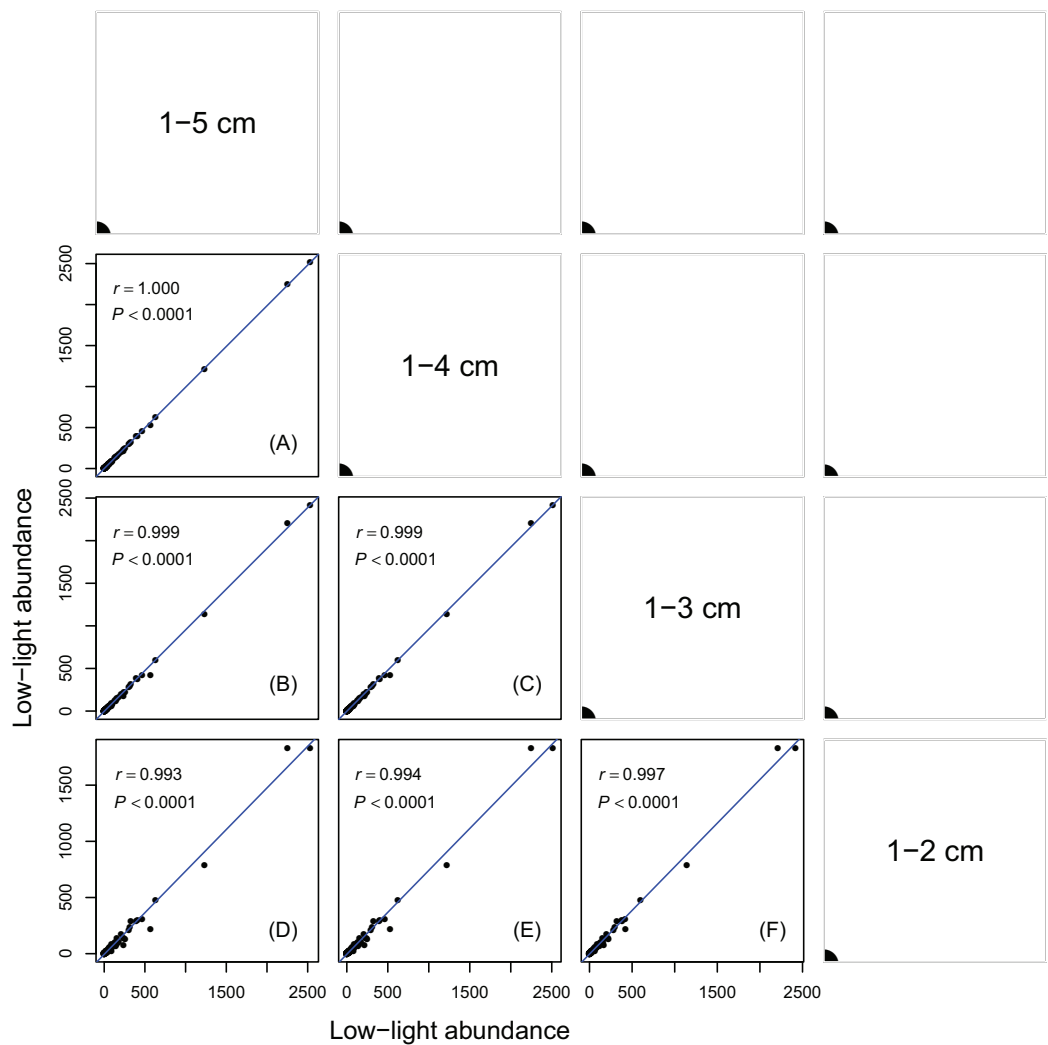 1−5 cm
2500
1500
500
0
r = 1.000
P < 0.0001
(A)
1−4 cm
2500
1500
500
0
r = 0.999
P < 0.0001
(B)
r = 0.999
P < 0.0001
(C)
1−3 cm
Low−light abundance
1500
1000
500
0
r = 0.993
P < 0.0001
(D)
r = 0.994
P < 0.0001
(E)
r = 0.997
P < 0.0001
(F)
1−2 cm
0 500 1500 2500
0 500 1500 2500
0 500 1500 2500
Low−light abundance